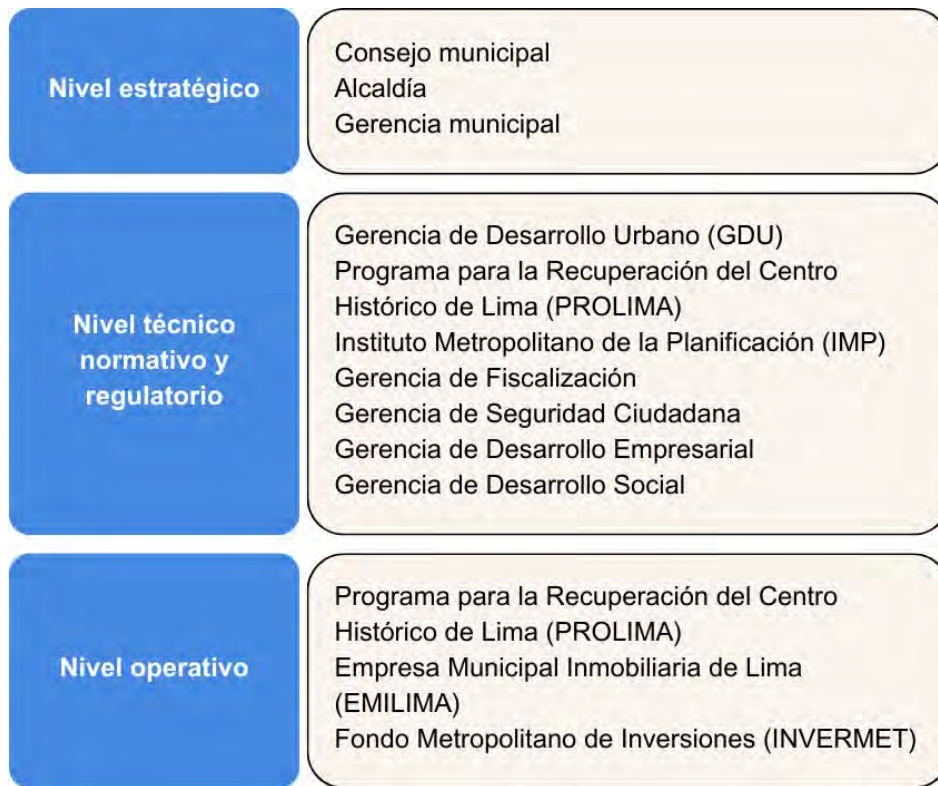 Nivel estratégico
Consejo municipal
Alcaldía
Gerencia municipal
Nivel técnico
normativo y
regulatorio
Gerencia de Desarrollo Urbano (GDU)
Programa para la Recuperación del Centro
Histórico de Lima (PROLIMA)
Instituto Metropolitano de la Planificación (IMP)
Gerencia de Fiscalización
Gerencia de Seguridad Ciudadana
Gerencia de Desarrollo Empresarial
Gerencia de Desarrollo Social
Nivel operativo
Programa para la Recuperación del Centro
Histórico de Lima (PROLIMA)
Empresa Municipal Inmobiliaria de Lima
(EMILIMA)
Fondo Metropolitano de Inversiones (INVERMET)